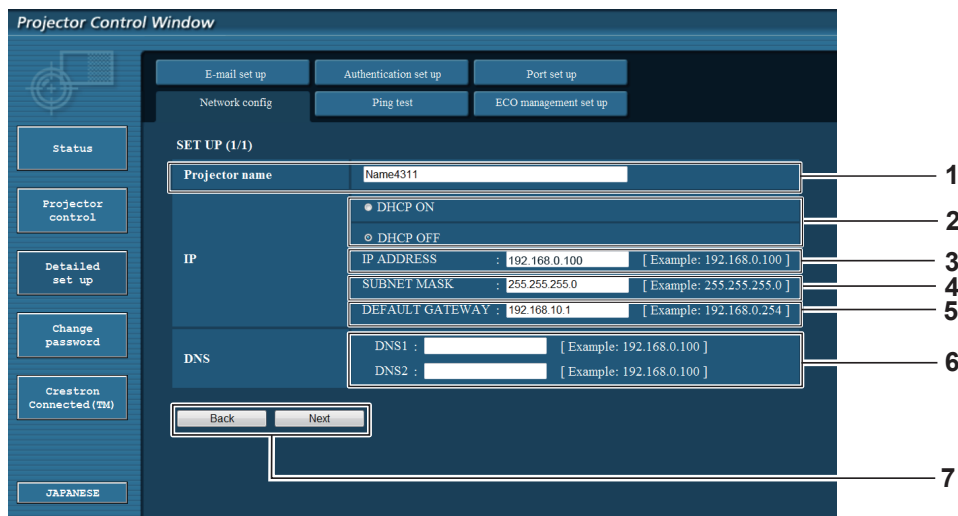 Projector Control Window
E-mail set up
Authentication set up
Port set up
Network config
Ping test
ECO management set up
Status
Projector
control
Detailed
set up
Change
password
Crestron
Connected(TM)
JAPANESE
SET UP (1/1)
Projector name
Name4311
1
IP
DHCP ON
DHCP OFF
2
IP ADDRESS : 192.168.0.100 [ Example: 192.168.0.100 ]
3
SUBNET MASK : 255.255.255.0 [ Example: 255.255.255.0 ]
4
DEFAULT GATEWAY : 192.168.10.1 [ Example: 192.168.0.254 ]
5
DNS
DNS1 : [ Example: 192.168.0.100 ]
DNS2 : [ Example: 192.168.0.100 ]
6
Back
Next
7